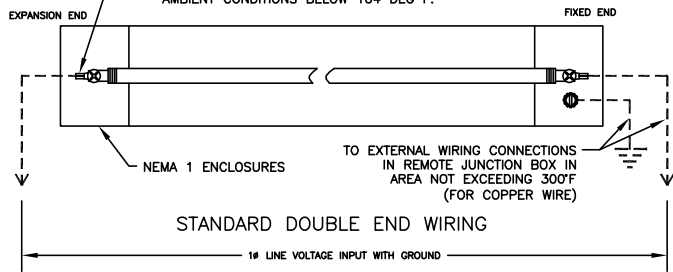 AMBIENT CONDITIONS BELOW 104 DEG F.
EXPANSION END
FIXED END
NEMA 1 ENCLOSURES
TO EXTERNAL WIRING CONNECTIONS
IN REMOTE JUNCTION BOX IN
AREA NOT EXCEEDING 300°F
(FOR COPPER WIRE)
STANDARD DOUBLE END WIRING
1ø LINE VOLTAGE INPUT WITH GROUND